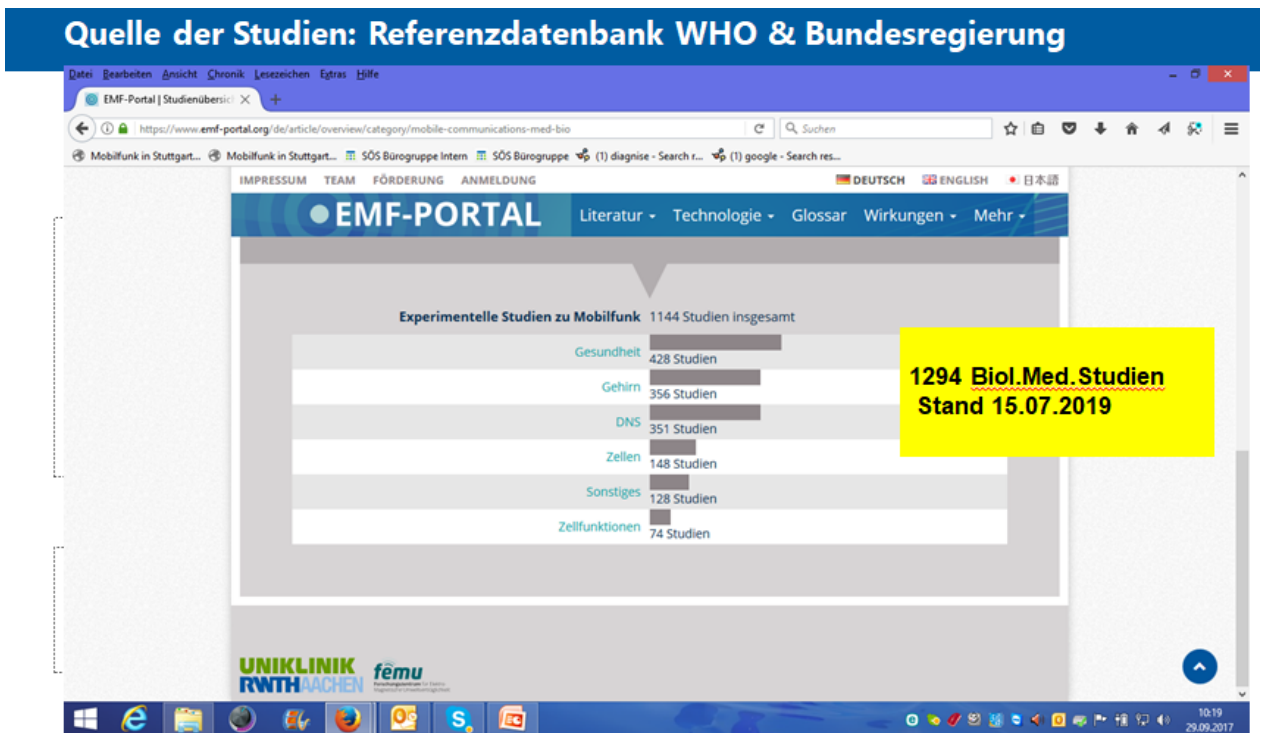 Quelle der Studien: Referenzdatenbank WHO & Bundesregierung
Datei Bearbeiten Ansicht Chronik Lesezeichen Extras Hilfe
EMF-Portal | Studienübersic
https://www.emf-portal.org/de/article/overview/category/mobile-communications-med-bio
Suchen
Mobilfunk in Stuttgart... Mobilfunk in Stuttgart... SÖS Bürogruppe Intern SÖS Bürogruppe (1) diagnise - Search r... (1) google - Search res...
IMPRESSUM TEAM FÖRDERUNG ANMELDUNG DEUTSCH ENGLISH 日本語
EMF-PORTAL Literatur Technologie Glossar Wirkungen Mehr
Experimentelle Studien zu Mobilfunk 1144 Studien insgesamt
Gesundheit 428 Studien
Gehirn 356 Studien
DNS 351 Studien
Zellen 148 Studien
Sonstiges 128 Studien
Zellfunktionen 74 Studien
1294 Biol.Med.Studien
Stand 15.07.2019
UNIKLINIK
RWTHAACHEN
fēmu
10:19
29.09.2017